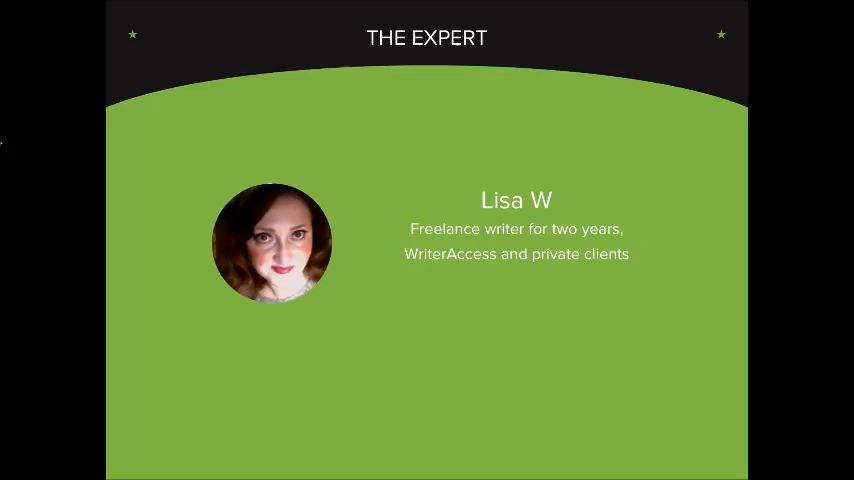 THE EXPERT
Lisa W
Freelance writer for two years,
WriterAccess and private clients